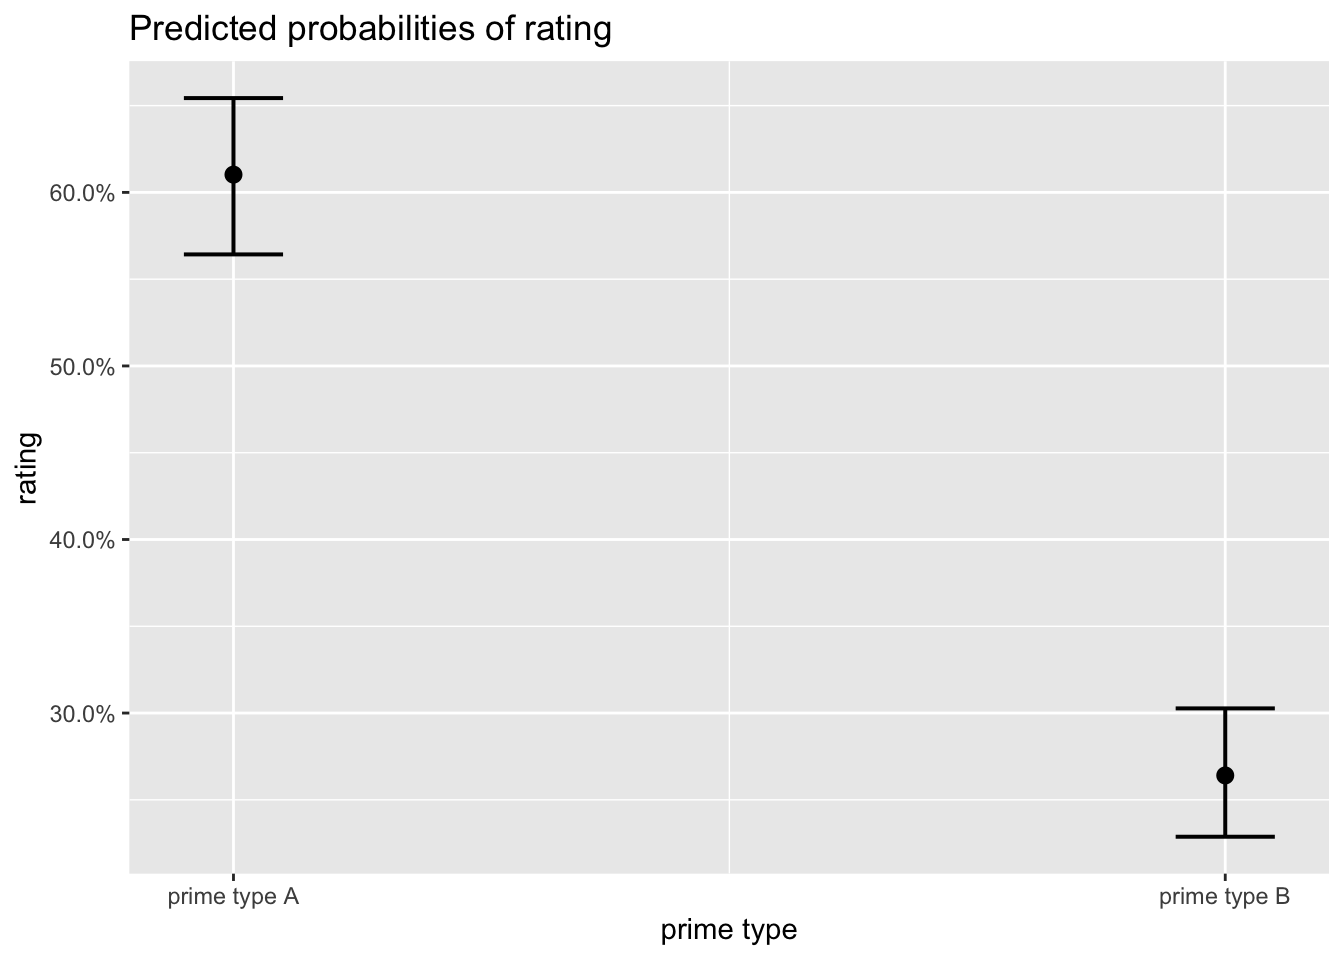 Predicted probabilities of rating
60.0%
50.0%
40.0%
30.0%
rating
prime type A
prime type B
prime type